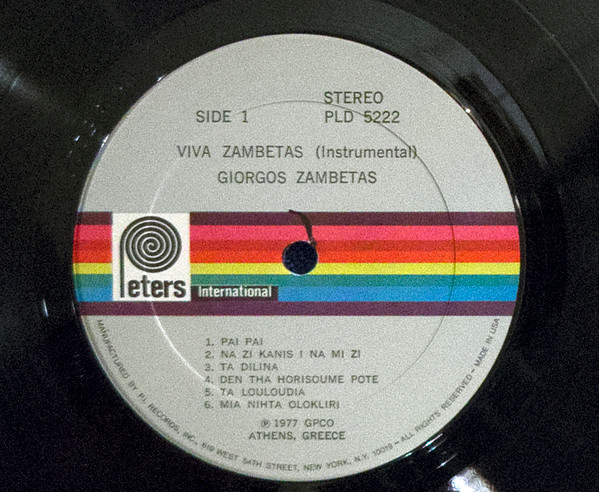 STEREO
SIDE 1 PLD 5222
VIVA ZAMBETAS (Instrumental)
GIORGOS ZAMBETAS
Peters International
1. PAI PAI
2. NA ZI KANIS I NA MI ZI
3. TA DILINA
4. DEN THA HORISOUME POTE
5. TA LOULOUDIA
6. MIA NIHTA OLOKLIRI
℗ 1977 GPCO
ATHENS, GREECE
MANUFACTURED BY P.I. RECORDS, INC., 619 WEST 54TH STREET, NEW YORK, N.Y. 10019 – ALL RIGHTS RESERVED – MADE IN USA